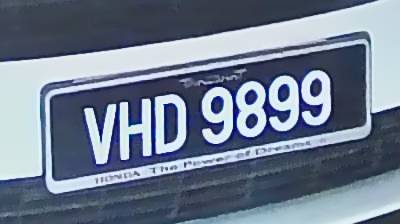 VHD 9899
HONDA The Power of Dreams